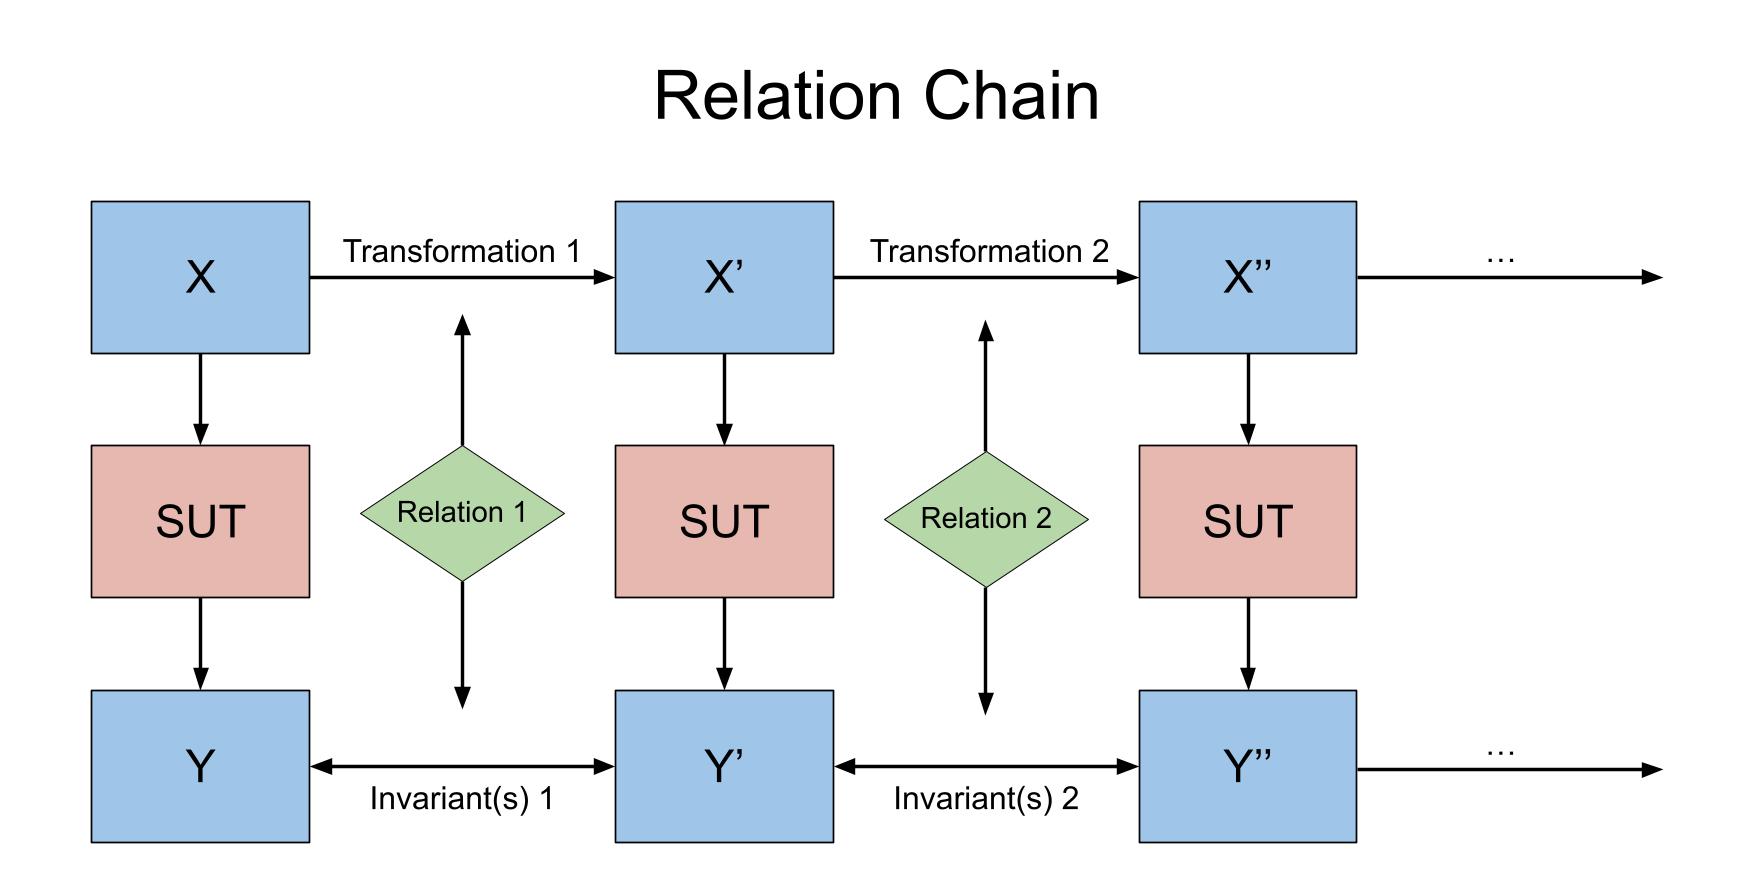 Relation Chain
X
Transformation 1
X’
Transformation 2
X’’
...
SUT
Relation 1
SUT
Relation 2
SUT
Y
Invariant(s) 1
Y’
Invariant(s) 2
Y’’
...